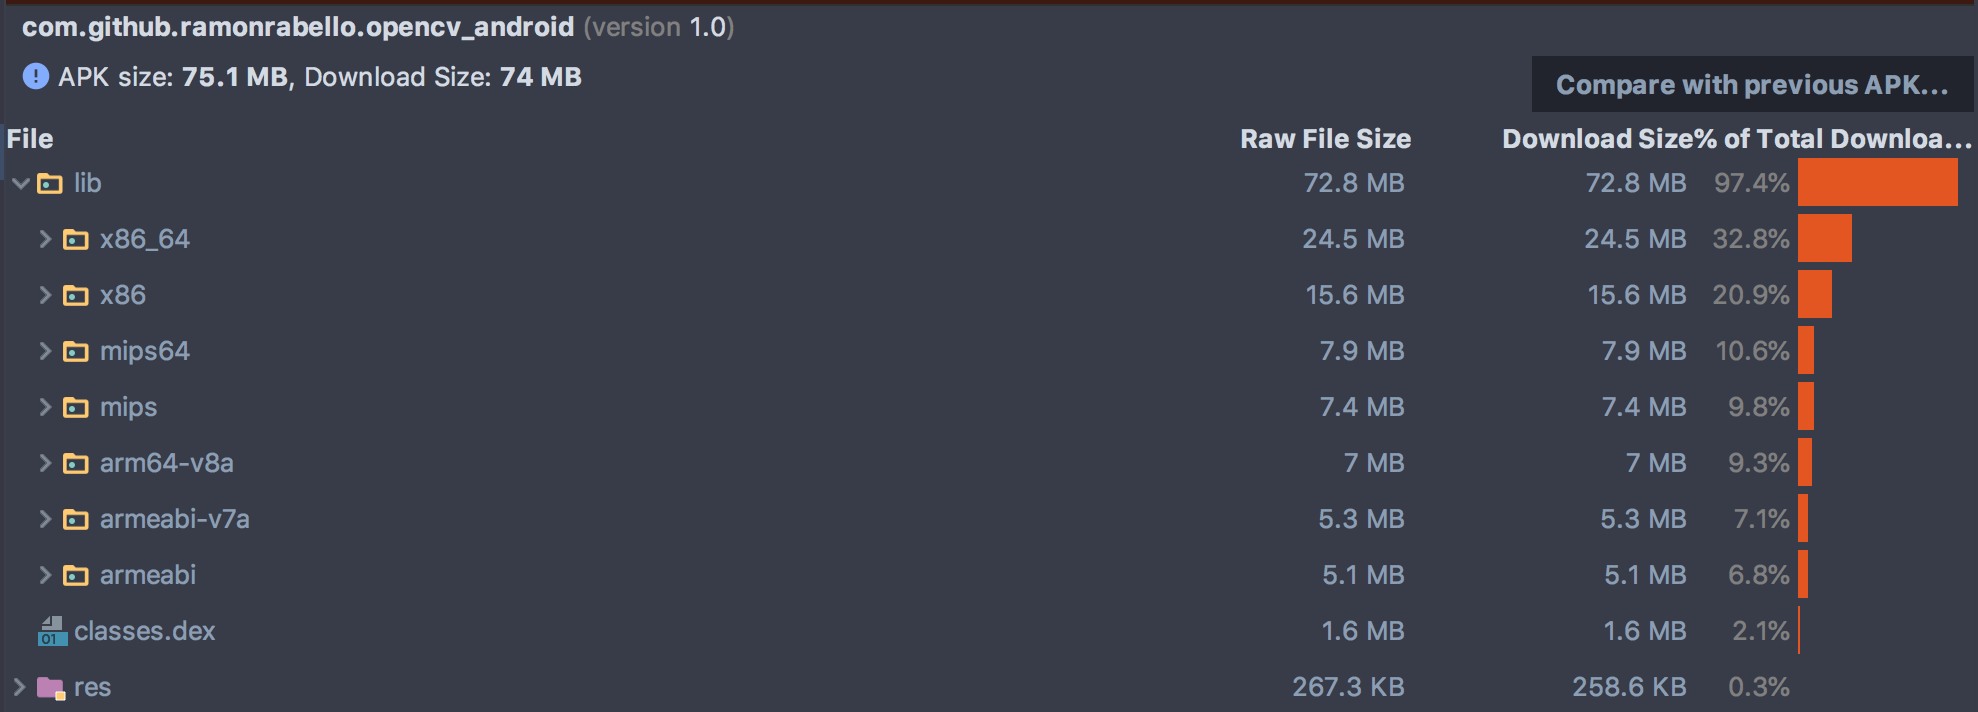 com.github.ramonrabello.opencv_android (version 1.0)
! APK size: 75.1 MB, Download Size: 74 MB
Compare with previous APK...
File Raw File Size Download Size% of Total Downloa...
lib 72.8 MB 72.8 MB 97.4%
x86_64 24.5 MB 24.5 MB 32.8%
x86 15.6 MB 15.6 MB 20.9%
mips64 7.9 MB 7.9 MB 10.6%
mips 7.4 MB 7.4 MB 9.8%
arm64-v8a 7 MB 7 MB 9.3%
armeabi-v7a 5.3 MB 5.3 MB 7.1%
armeabi 5.1 MB 5.1 MB 6.8%
01 classes.dex 1.6 MB 1.6 MB 2.1%
res 267.3 KB 258.6 KB 0.3%